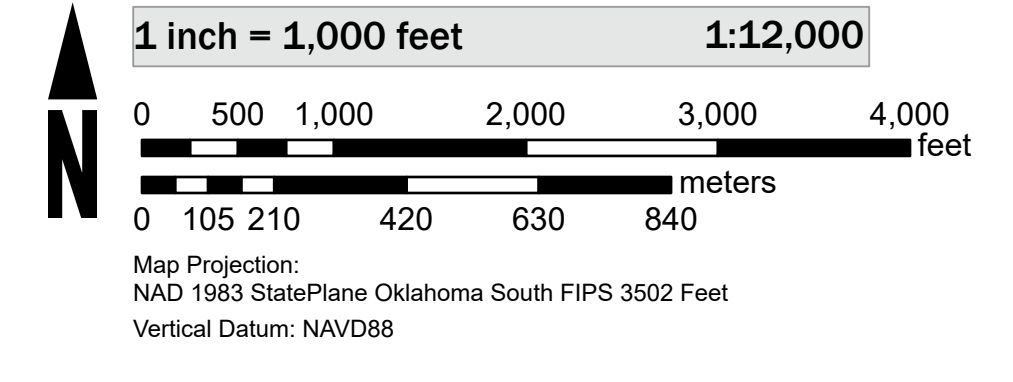 1 inch = 1,000 feet 1:12,000
0 500 1,000 2,000 3,000 4,000
feet
meters
0 105 210 420 630 840
N
Map Projection:
NAD 1983 StatePlane Oklahoma South FIPS 3502 Feet
Vertical Datum: NAVD88